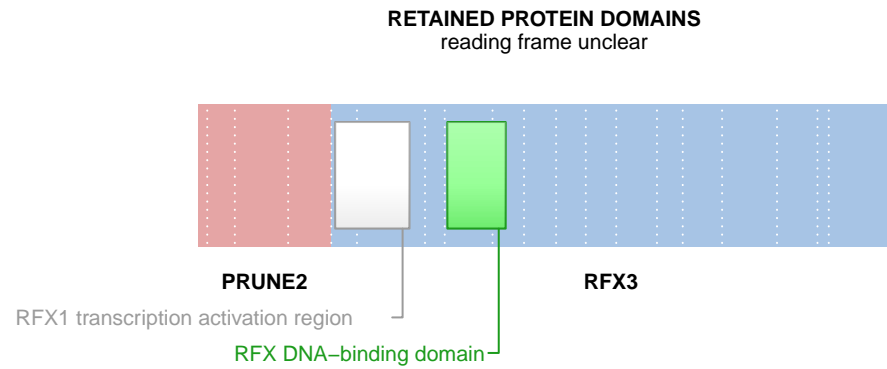 RETAINED PROTEIN DOMAINS
reading frame unclear
PRUNE2
RFX3
RFX1 transcription activation region
RFX DNA−binding domain